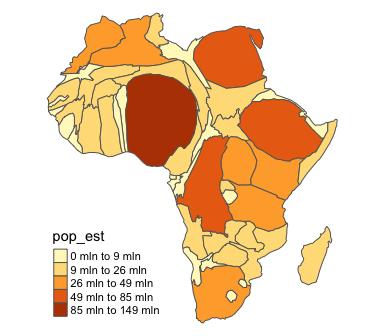 pop_est
0 mln to 9 mln
9 mln to 26 mln
26 mln to 49 mln
49 mln to 85 mln
85 mln to 149 mln